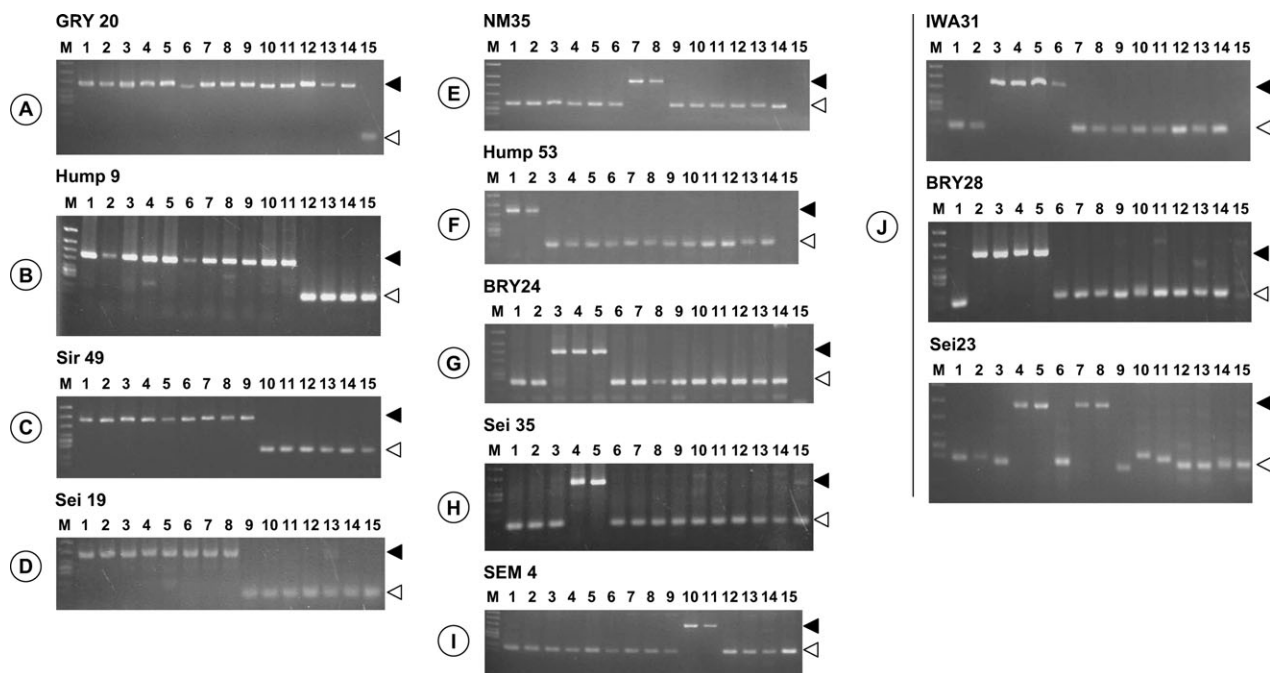 GRY 20
M 1 2 3 4 5 6 7 8 9 10 11 12 13 14 15
A
Hump 9
M 1 2 3 4 5 6 7 8 9 10 11 12 13 14 15
B
Sir 49
M 1 2 3 4 5 6 7 8 9 10 11 12 13 14 15
C
Sei 19
M 1 2 3 4 5 6 7 8 9 10 11 12 13 14 15
D
NM35
M 1 2 3 4 5 6 7 8 9 10 11 12 13 14 15
E
Hump 53
M 1 2 3 4 5 6 7 8 9 10 11 12 13 14 15
F
BRY24
M 1 2 3 4 5 6 7 8 9 10 11 12 13 14 15
G
Sei 35
M 1 2 3 4 5 6 7 8 9 10 11 12 13 14 15
H
SEM 4
M 1 2 3 4 5 6 7 8 9 10 11 12 13 14 15
I
IWA31
M 1 2 3 4 5 6 7 8 9 10 11 12 13 14 15
BRY28
M 1 2 3 4 5 6 7 8 9 10 11 12 13 14 15
J
Sei23
M 1 2 3 4 5 6 7 8 9 10 11 12 13 14 15